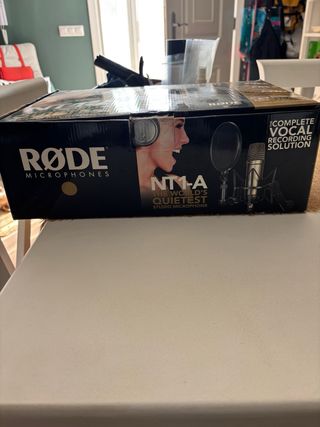 RØDE
MICROPHONES
NT1-A
THE WORLD'S
QUIETEST
STUDIO MICROPHONE
THE COMPLETE
VOCAL
RECORDING
SOLUTION
RØDE